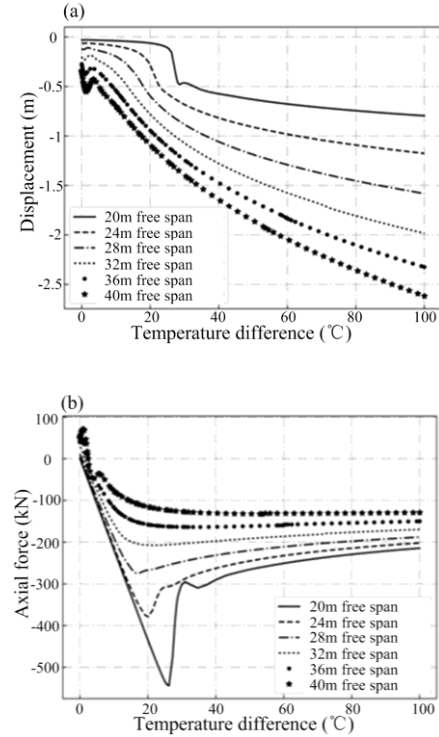 (a)
0
-0.5
-1
-1.5
-2
-2.5
Displacement (m)
20m free span
24m free span
28m free span
32m free span
36m free span
40m free span
0 20 40 60 80 100
Temperature difference (℃)
(b)
100
0
-100
-200
-300
-400
-500
Axial force (kN)
20m free span
24m free span
28m free span
32m free span
36m free span
40m free span
0 20 40 60 80 100
Temperature difference (℃)